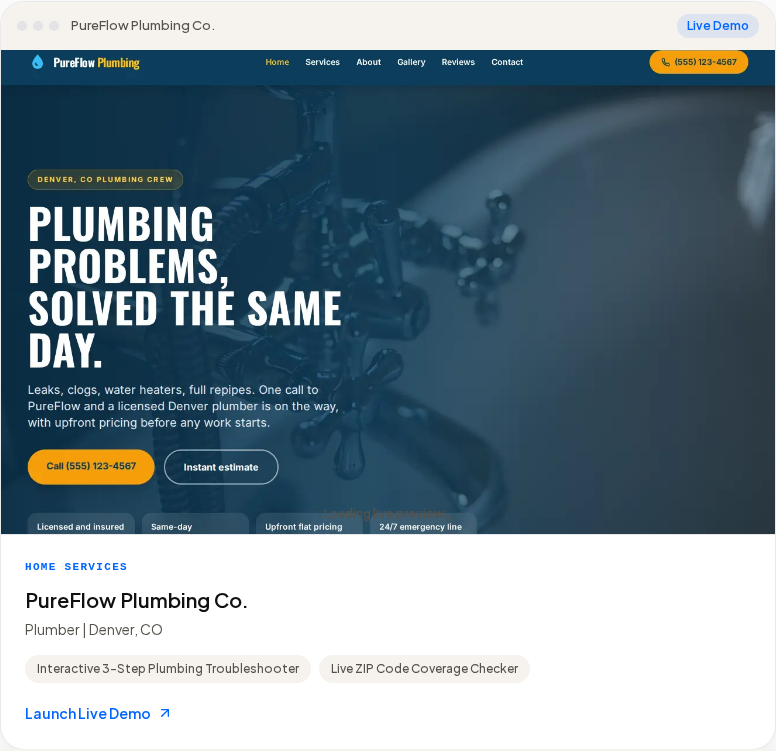 PureFlow Plumbing Co.
Live Demo
PureFlow Plumbing
Home Services About Gallery Reviews Contact
(555) 123-4567
DENVER, CO PLUMBING CREW
PLUMBING
PROBLEMS,
SOLVED THE SAME
DAY.
Leaks, clogs, water heaters, full repipes. One call to
PureFlow and a licensed Denver plumber is on the way,
with upfront pricing before any work starts.
Call (555) 123-4567
Instant estimate
Licensed and insured
Same-day
Upfront flat pricing
24/7 emergency line
HOME SERVICES
PureFlow Plumbing Co.
Plumber | Denver, CO
Interactive 3-Step Plumbing Troubleshooter
Live ZIP Code Coverage Checker
Launch Live Demo